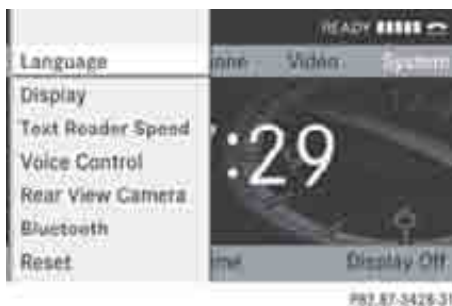 READY
Language
Video
System
Display
Text Reader Speed
:29
Voice Control
Rear View Camera
Bluetooth
Reset
Display Off
P82.87-3428-31